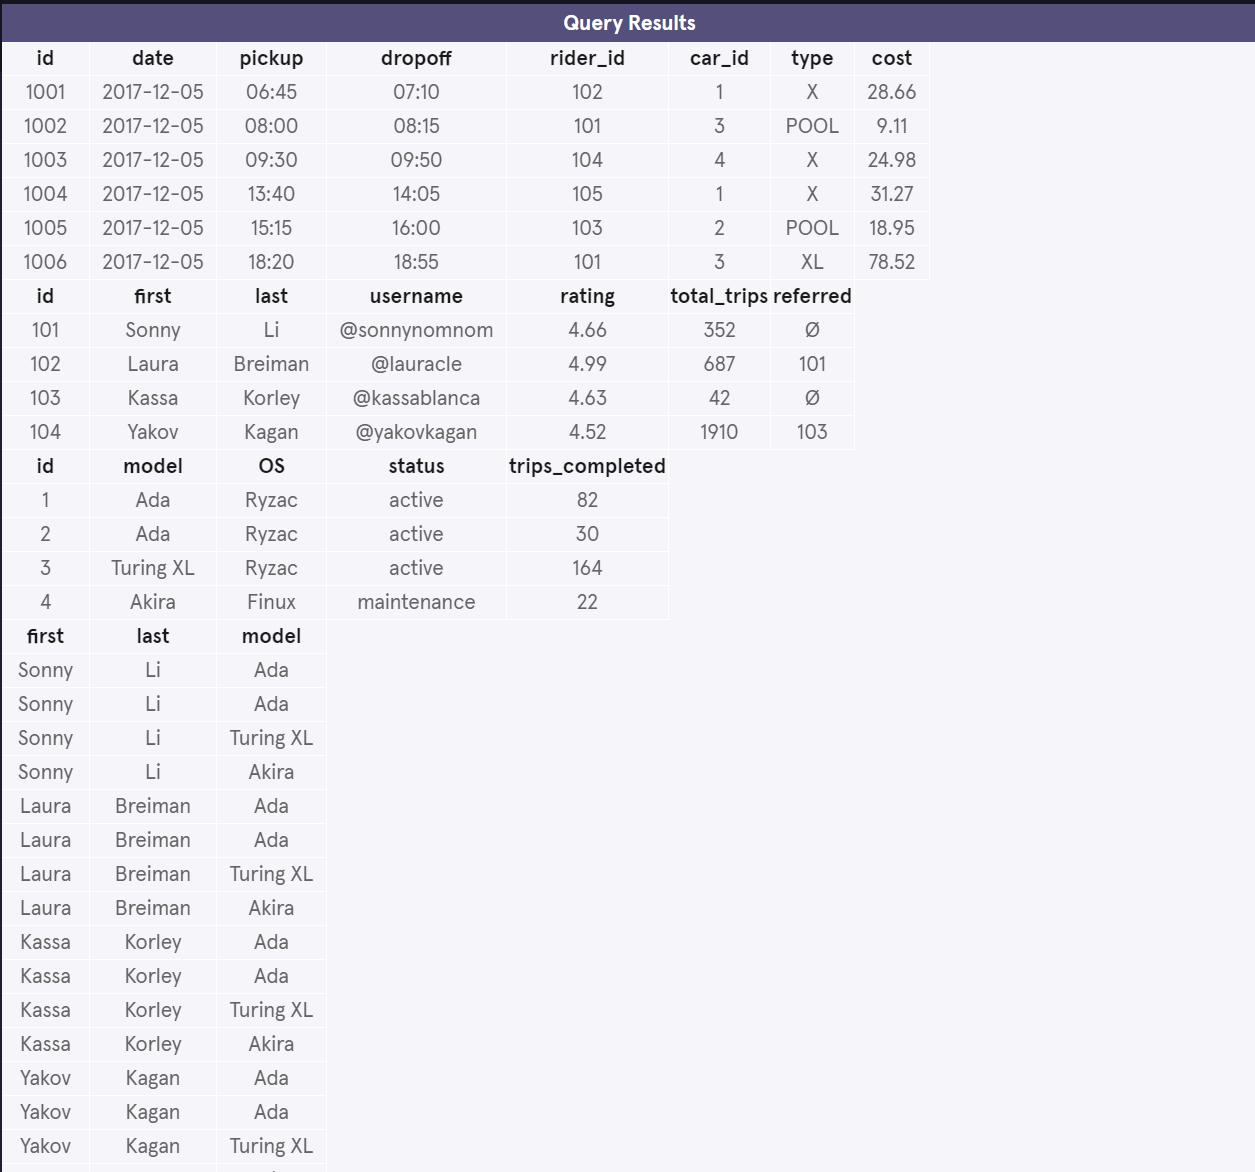 Query Results
id date pickup dropoff rider_id car_id type cost
1001 2017-12-05 06:45 07:10 102 1 X 28.66
1002 2017-12-05 08:00 08:15 101 3 POOL 9.11
1003 2017-12-05 09:30 09:50 104 4 X 24.98
1004 2017-12-05 13:40 14:05 105 1 X 31.27
1005 2017-12-05 15:15 16:00 103 2 POOL 18.95
1006 2017-12-05 18:20 18:55 101 3 XL 78.52
id first last username rating total_trips referred
101 Sonny Li @sonnynomnom 4.66 352 Ø
102 Laura Breiman @lauracle 4.99 687 101
103 Kassa Korley @kassablanca 4.63 42 Ø
104 Yakov Kagan @yakovkagan 4.52 1910 103
id model OS status trips_completed
1 Ada Ryzac active 82
2 Ada Ryzac active 30
3 Turing XL Ryzac active 164
4 Akira Finux maintenance 22
first last model
Sonny Li Ada
Sonny Li Ada
Sonny Li Turing XL
Sonny Li Akira
Laura Breiman Ada
Laura Breiman Ada
Laura Breiman Turing XL
Laura Breiman Akira
Kassa Korley Ada
Kassa Korley Ada
Kassa Korley Turing XL
Kassa Korley Akira
Yakov Kagan Ada
Yakov Kagan Ada
Yakov Kagan Turing XL